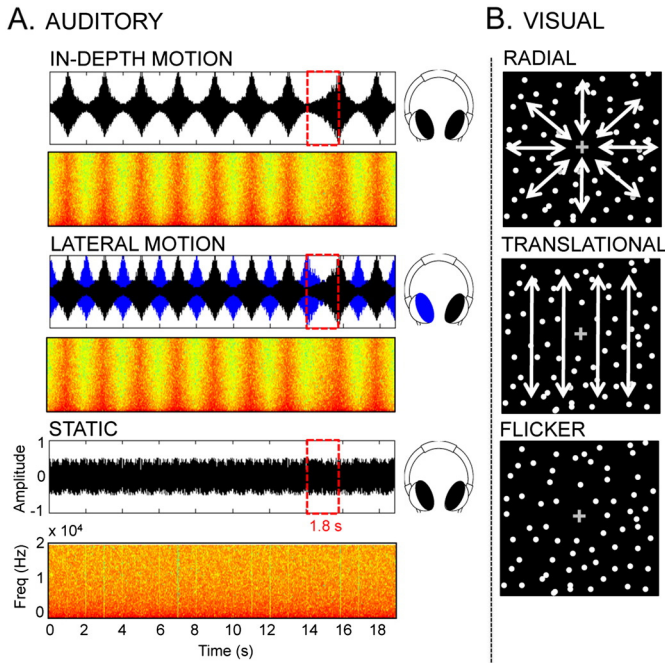 A. AUDITORY
IN-DEPTH MOTION
LATERAL MOTION
STATIC
Amplitude
1
0
-1
1.8 s
x 10⁴
Freq (Hz)
2
1
0
0 2 4 6 8 10 12 14 16 18
Time (s)
B. VISUAL
RADIAL
TRANSLATIONAL
FLICKER